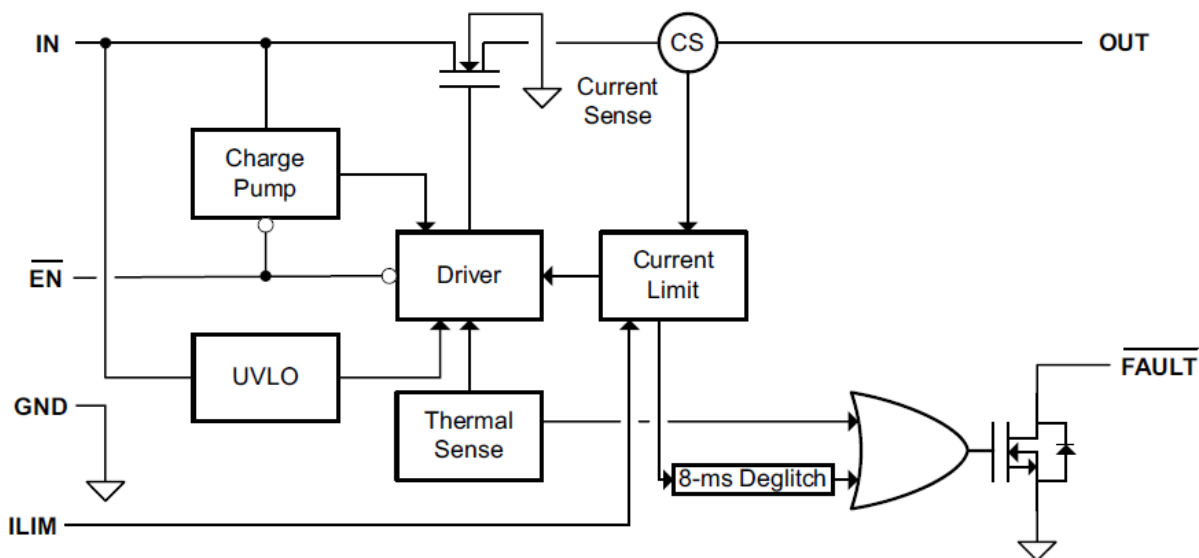 IN
CS
OUT
Current
Sense
Charge
Pump
EN
Driver
Current
Limit
UVLO
FAULT
GND
Thermal
Sense
8-ms Deglitch
ILIM